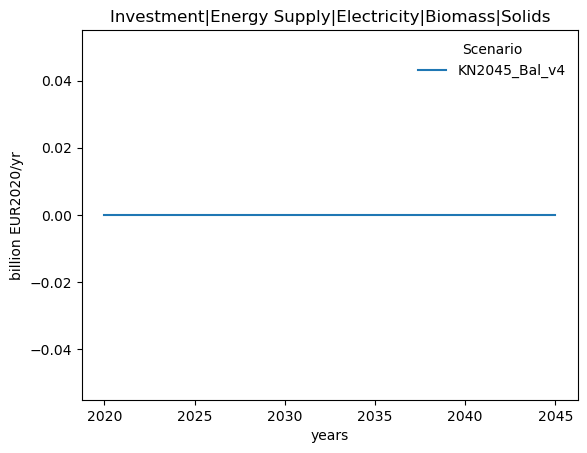 Investment|Energy Supply|Electricity|Biomass|Solids
Scenario
KN2045_Bal_v4
0.04
0.02
0.00
−0.02
−0.04
billion EUR2020/yr
2020 2025 2030 2035 2040 2045
years